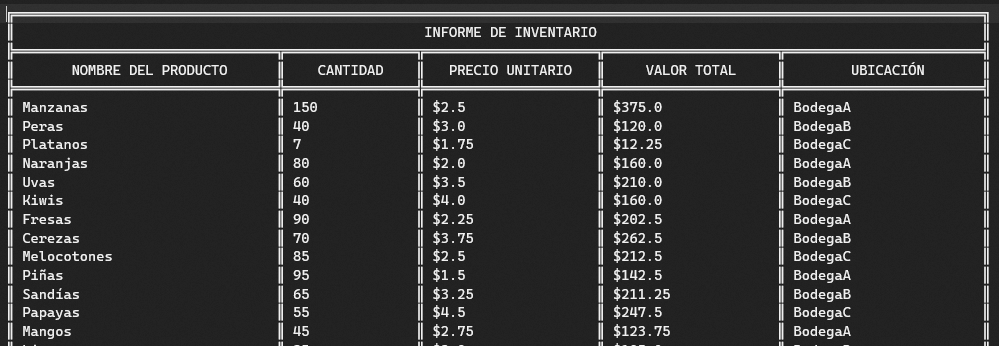 INFORME DE INVENTARIO
NOMBRE DEL PRODUCTO CANTIDAD PRECIO UNITARIO VALOR TOTAL UBICACIÓN
Manzanas 150 $2.5 $375.0 BodegaA
Peras 40 $3.0 $120.0 BodegaB
Platanos 7 $1.75 $12.25 BodegaC
Naranjas 80 $2.0 $160.0 BodegaA
Uvas 60 $3.5 $210.0 BodegaB
Kiwis 40 $4.0 $160.0 BodegaC
Fresas 90 $2.25 $202.5 BodegaA
Cerezas 70 $3.75 $262.5 BodegaB
Melocotones 85 $2.5 $212.5 BodegaC
Piñas 95 $1.5 $142.5 BodegaA
Sandías 65 $3.25 $211.25 BodegaB
Papayas 55 $4.5 $247.5 BodegaC
Mangos 45 $2.75 $123.75 BodegaA